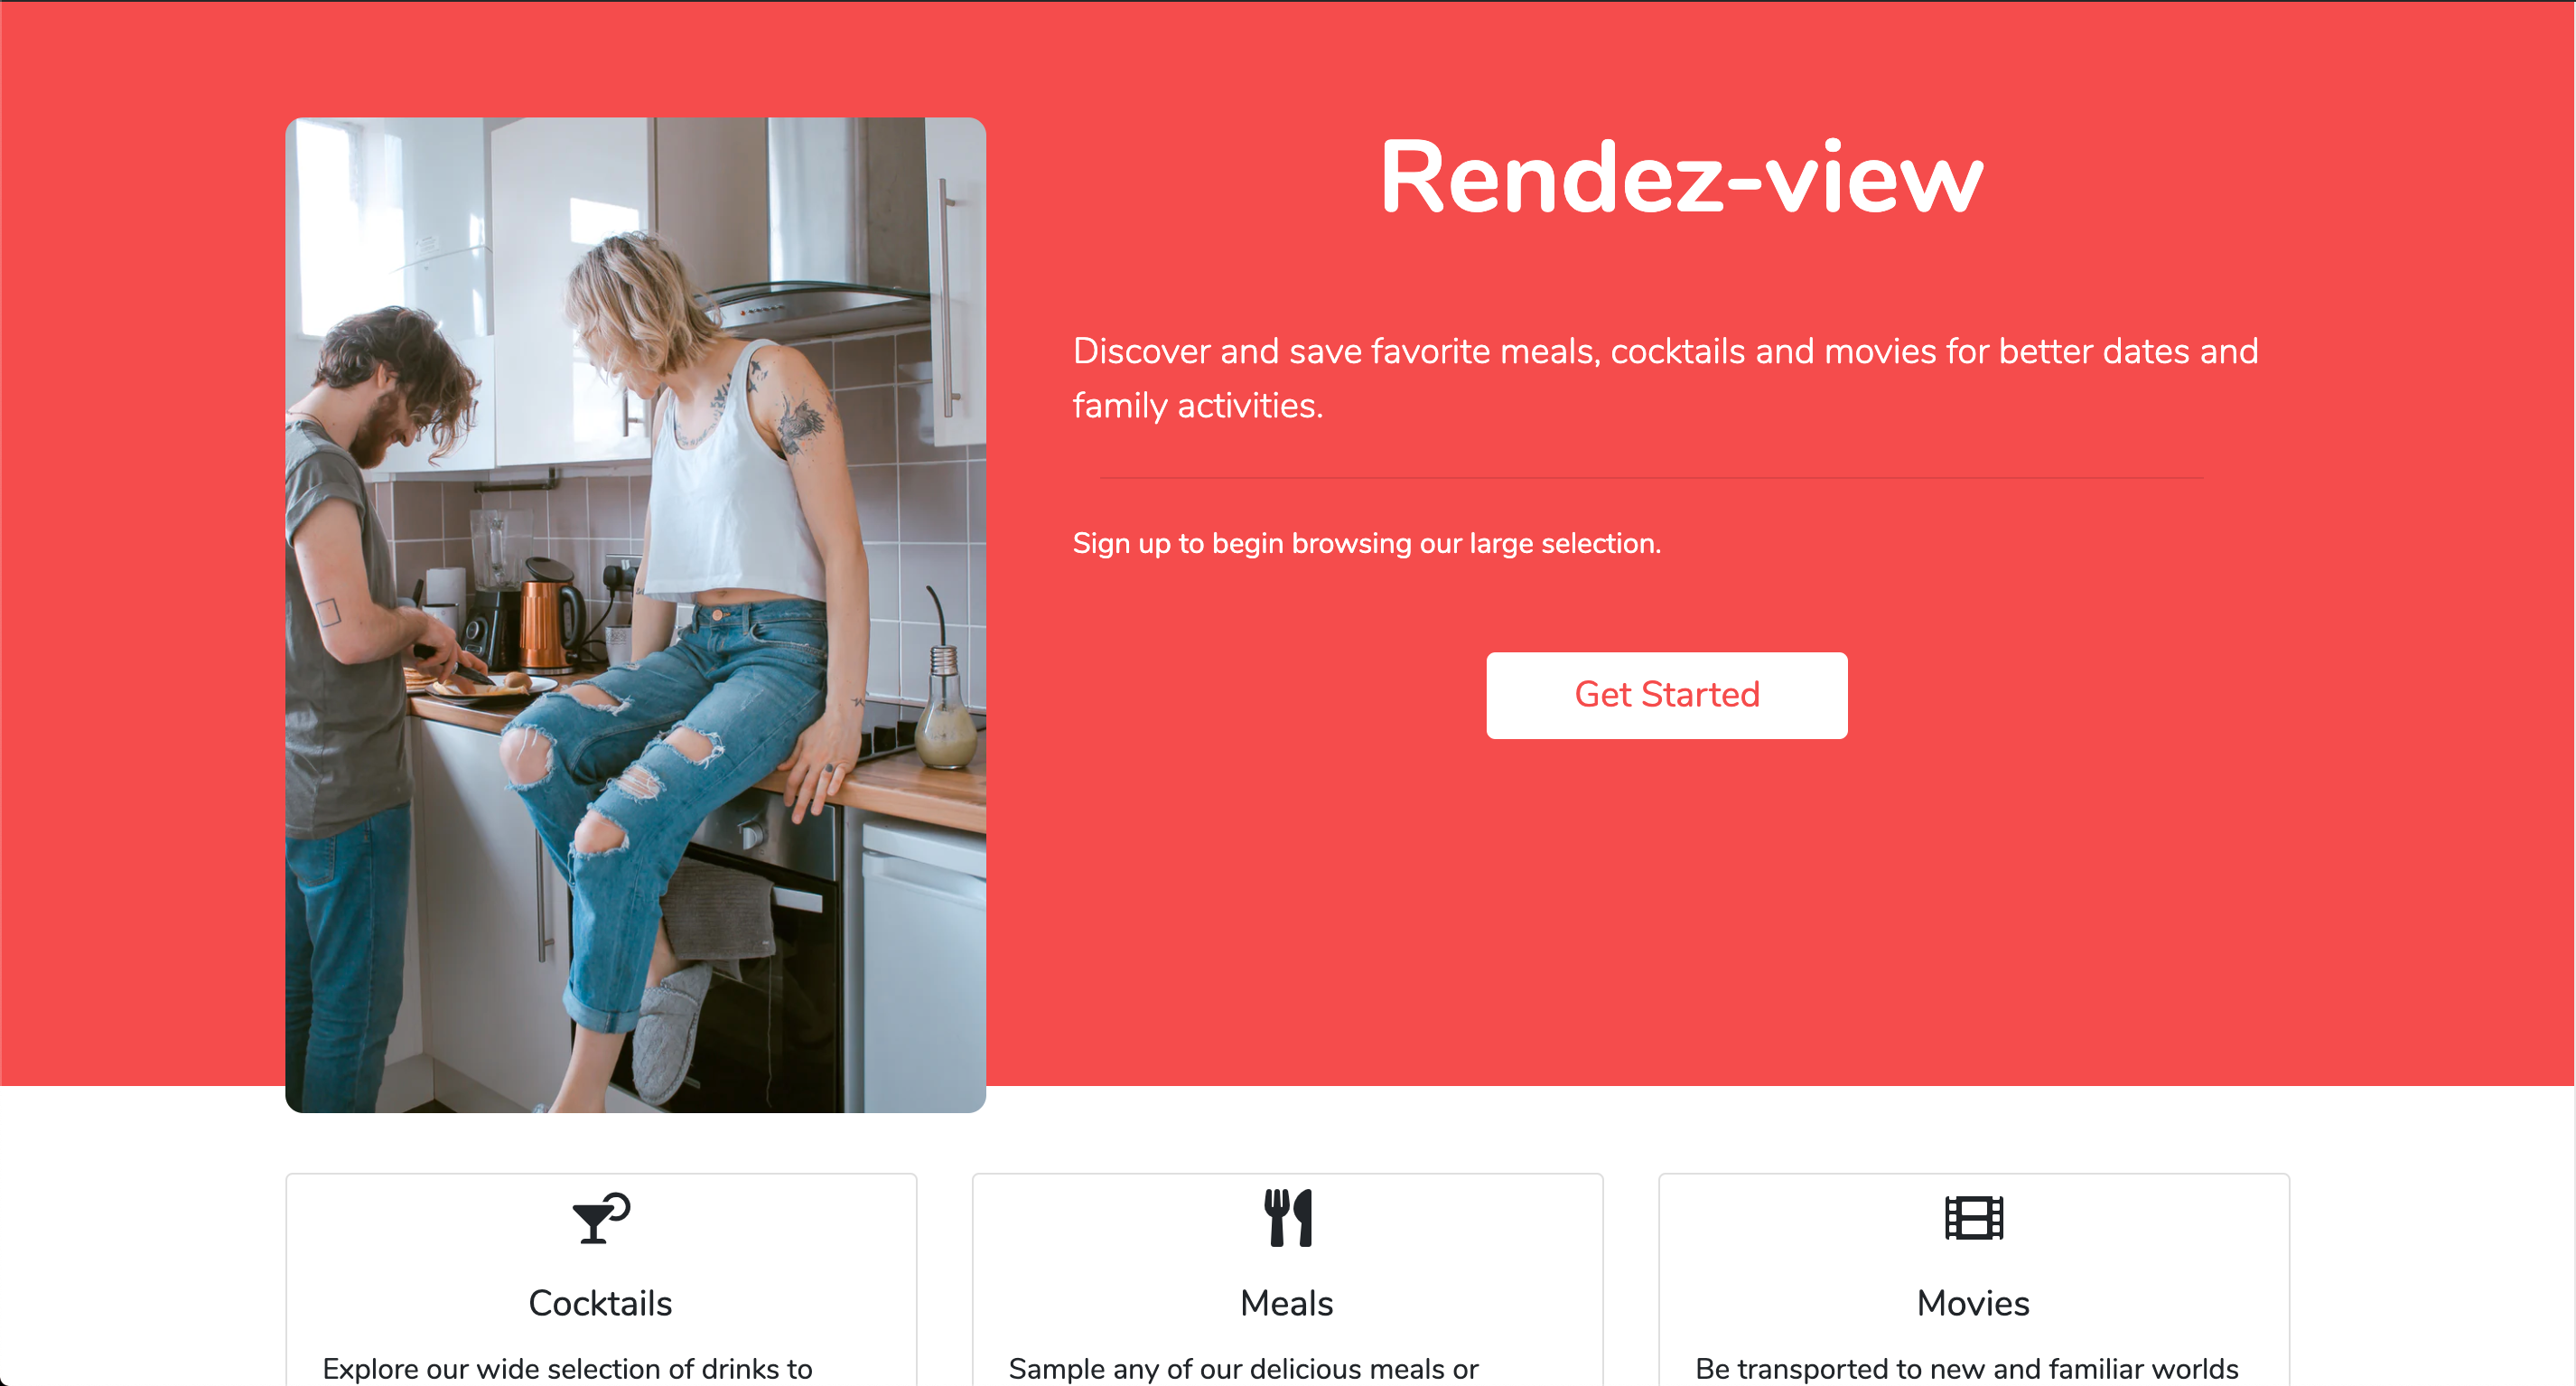 Rendez-view
Discover and save favorite meals, cocktails and movies for better dates and
family activities.
Sign up to begin browsing our large selection.
Get Started
Cocktails
Explore our wide selection of drinks to
Meals
Sample any of our delicious meals or
Movies
Be transported to new and familiar worlds